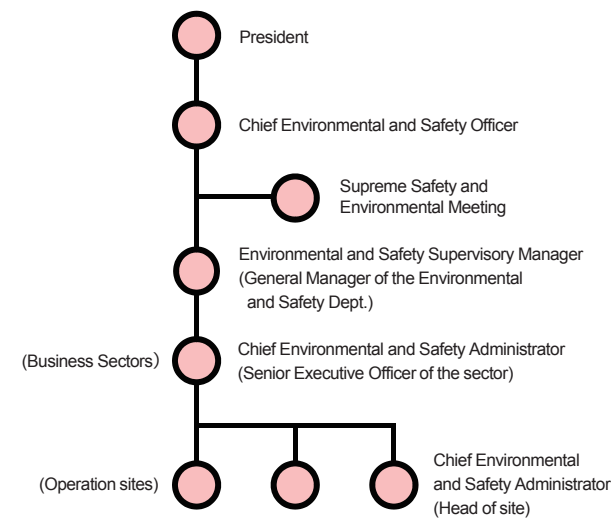 President
Chief Environmental and Safety Officer
Supreme Safety and
Environmental Meeting
Environmental and Safety Supervisory Manager
(General Manager of the Environmental
and Safety Dept.)
(Business Sectors)
Chief Environmental and Safety Administrator
(Senior Executive Officer of the sector)
(Operation sites)
Chief Environmental
and Safety Administrator
(Head of site)